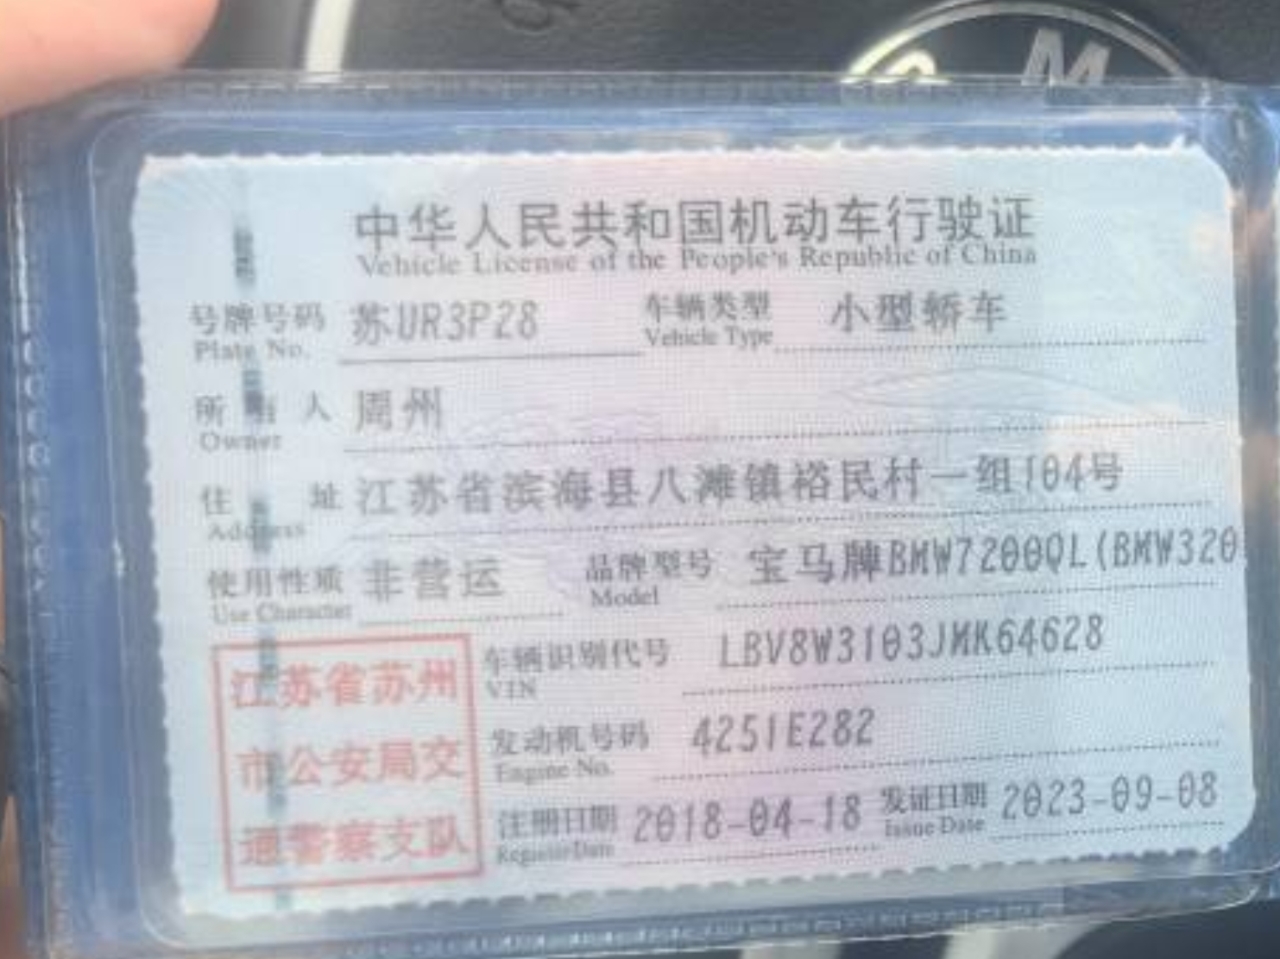 M
中华人民共和国机动车行驶证
Vehicle License of the People's Republic of China
号牌号码 苏UR3P28 车辆类型 小型轿车
Plate No. Vehicle Type
所 人 周州
Owner
住 址 江苏省滨海县八滩镇裕民村一组104号
Address
使用性质 非营运 品牌型号 宝马牌BMW7200QL(BMW320
Use Character Model
江苏省苏州
市公安局交
通警察支队
车辆识别代号 LBV8W3103JMK64628
VIN
发动机号码 4251E282
Engine No.
注册日期 2018-04-18 发证日期 2023-09-08
Register Date Issue Date